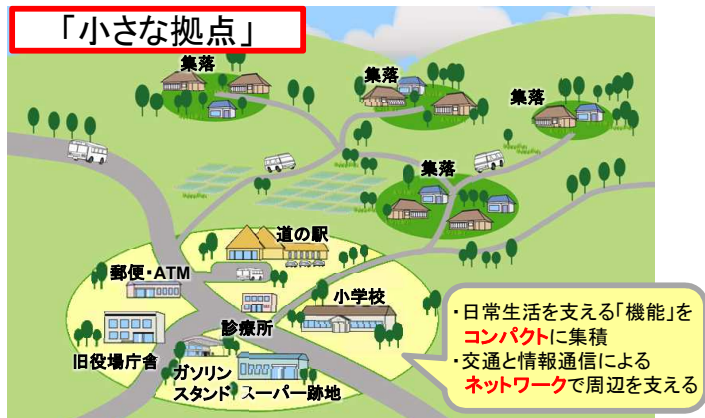 「小さな拠点」
集落
集落
集落
集落
道の駅
郵便・ATM
小学校
診療所
旧役場庁舎
ガソリン
スタンド
スーパー跡地
・日常生活を支える「機能」を
コンパクトに集積
・交通と情報通信による
ネットワークで周辺を支える